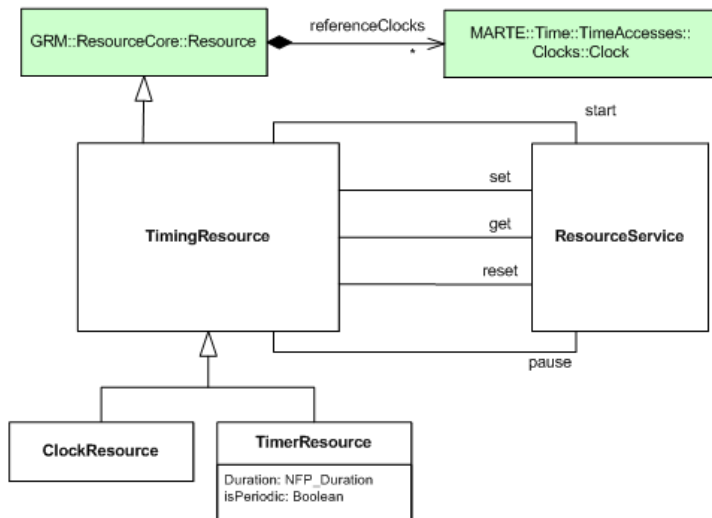 referenceClocks
GRM::ResourceCore::Resource
*
MARTE::Time::TimeAccesses::
Clocks::Clock
start
set
get
reset
pause
TimingResource
ResourceService
ClockResource
TimerResource
Duration: NFP_Duration
isPeriodic: Boolean